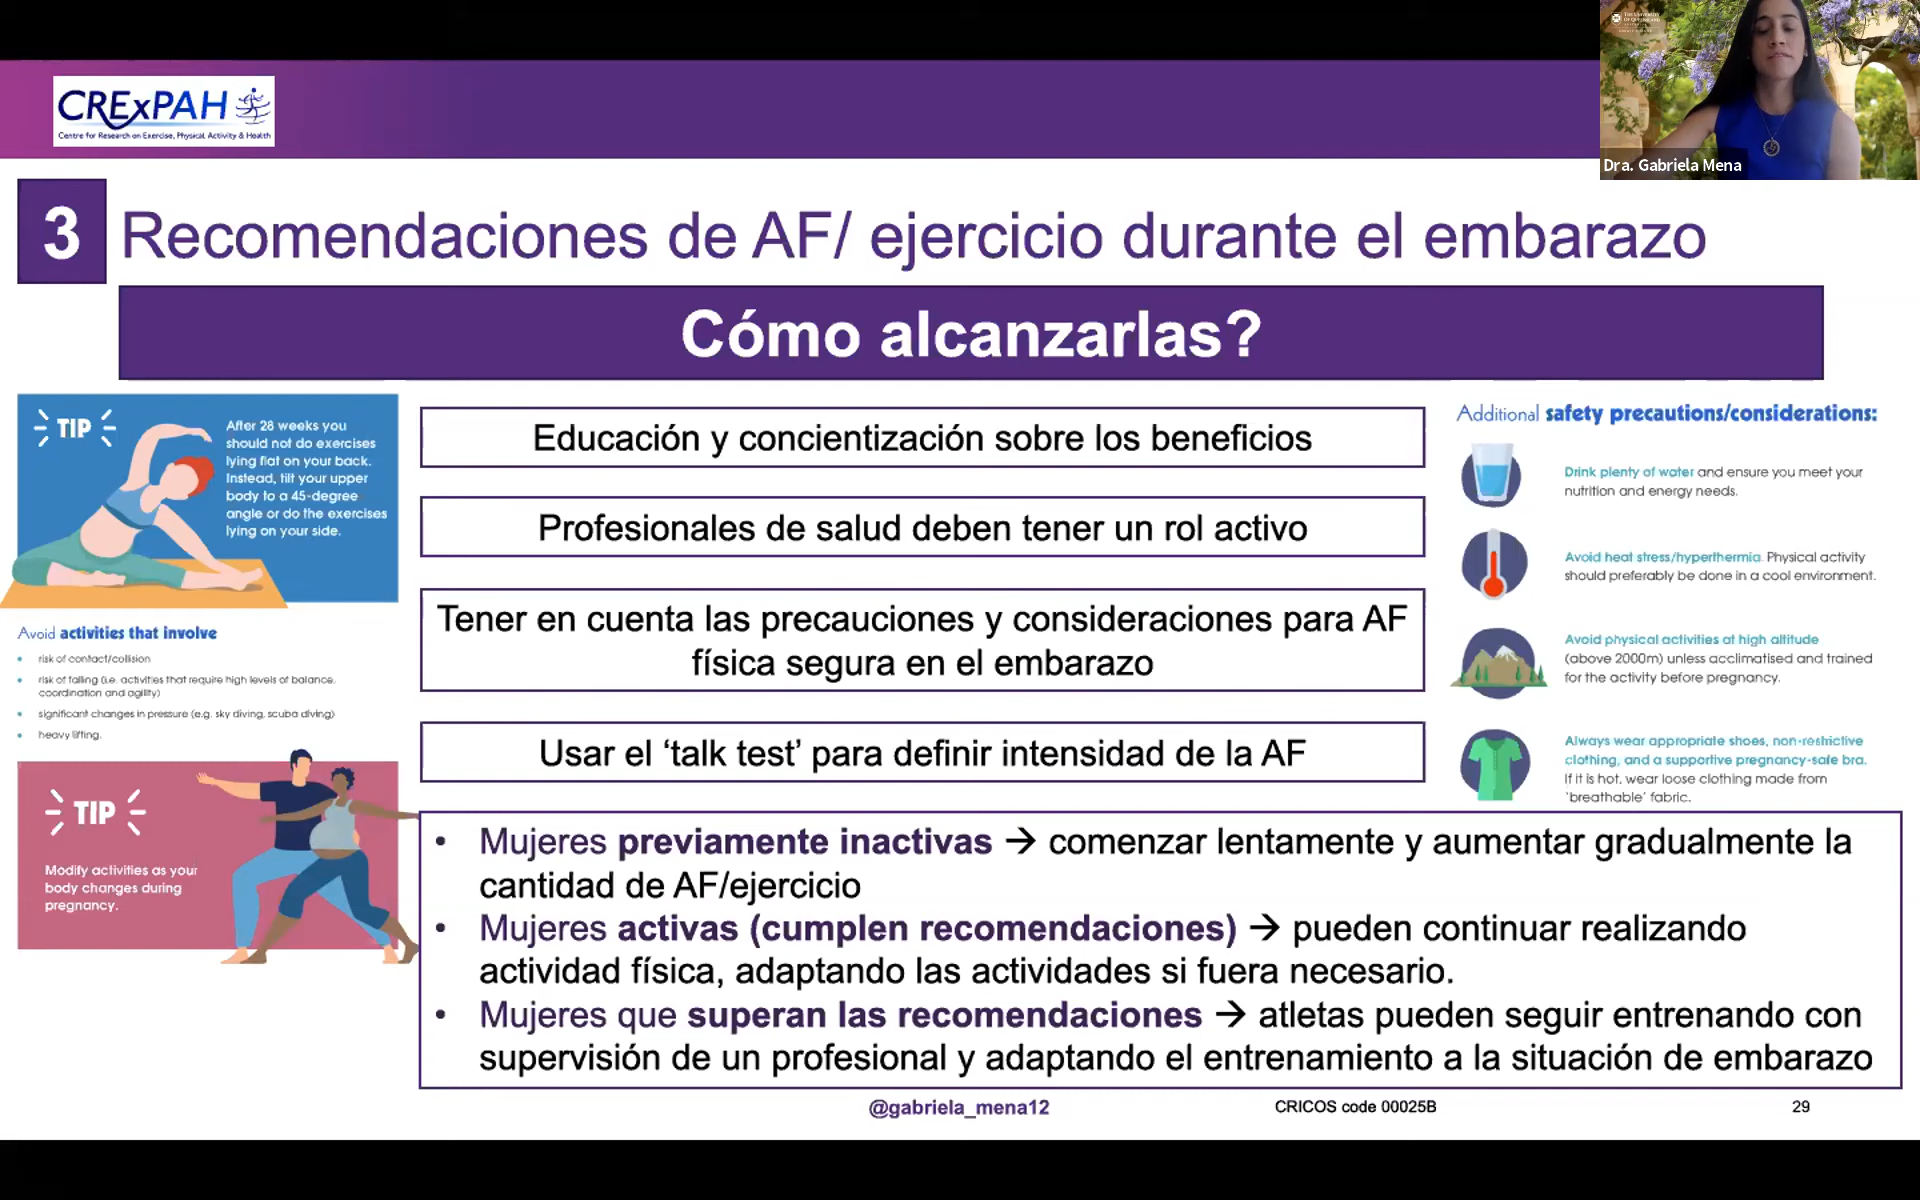 CRExPAH
Centre for Research on Exercise, Physical Activity & Health
THE UNIVERSITY
OF QUEENSLAND
Dra. Gabriela Mena
3
Recomendaciones de AF/ ejercicio durante el embarazo
Cómo alcanzarlas?
TIP
After 28 weeks you
should not do exercises
lying flat on your back.
Instead, tilt your upper
body to a 45-degree
angle or do the exercises
lying on your side.
Avoid activities that involve
• risk of contact/collision
• risk of falling (i.e. activities that require high levels of balance,
coordination and agility)
• significant changes in pressure (e.g. sky diving, scuba diving)
• heavy lifting.
TIP
Modify activities as your
body changes during
pregnancy.
Educación y concientización sobre los beneficios
Profesionales de salud deben tener un rol activo
Tener en cuenta las precauciones y consideraciones para AF
física segura en el embarazo
Usar el ‘talk test’ para definir intensidad de la AF
Additional safety precautions/considerations:
Drink plenty of water and ensure you meet your
nutrition and energy needs.
Avoid heat stress/hyperthermia. Physical activity
should preferably be done in a cool environment.
Avoid physical activities at high altitude
(above 2000m) unless acclimatised and trained
for the activity before pregnancy.
Always wear appropriate shoes, non-restrictive
clothing, and a supportive pregnancy-safe bra.
If it is hot, wear loose clothing made from
‘breathable’ fabric.
• Mujeres previamente inactivas → comenzar lentamente y aumentar gradualmente la
cantidad de AF/ejercicio
• Mujeres activas (cumplen recomendaciones) → pueden continuar realizando
actividad física, adaptando las actividades si fuera necesario.
• Mujeres que superan las recomendaciones → atletas pueden seguir entrenando con
supervisión de un profesional y adaptando el entrenamiento a la situación de embarazo
@gabriela_mena12
CRICOS code 00025B
29